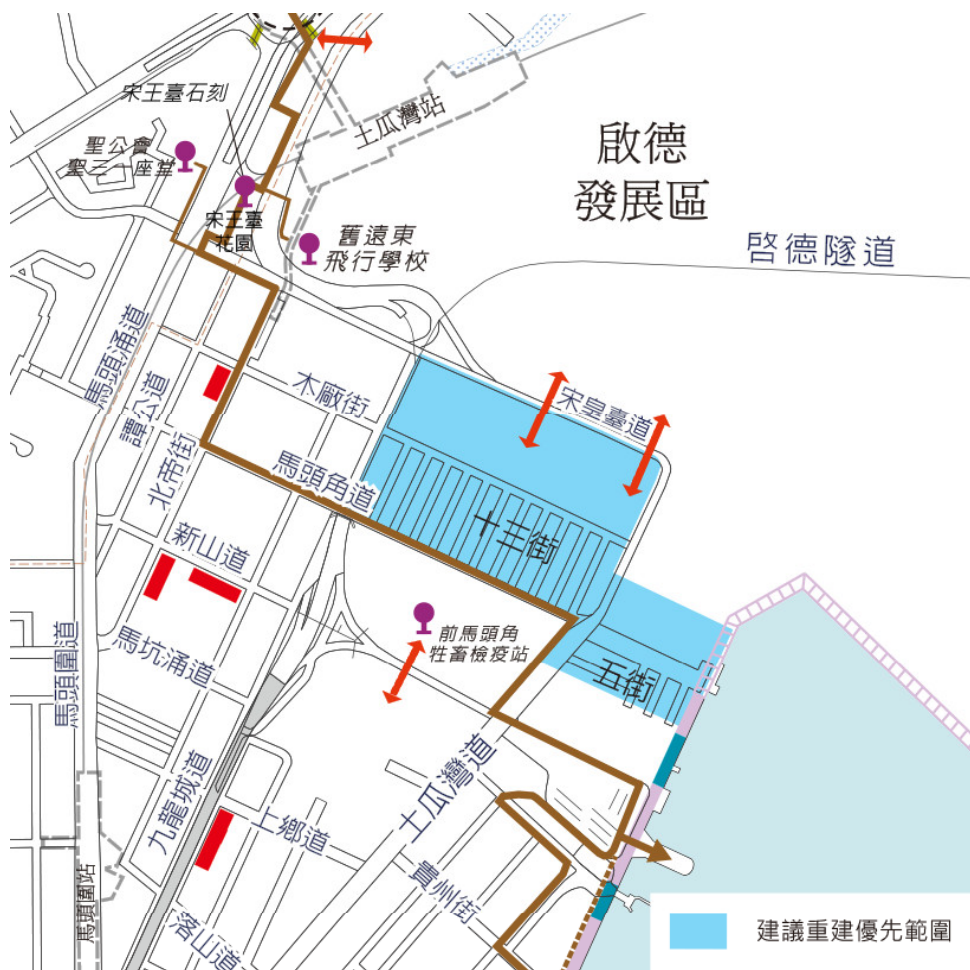 宋王臺石刻
土瓜灣站
聖公會
聖三一座堂
啟德
發展區
宋王臺
花園
舊遠東
飛行學校
啓德隧道
馬頭涌道
譚公道
木廠街
宋皇臺道
北帝街
馬頭角道
十三街
新山道
前馬頭角
牲畜檢疫站
馬坑涌道
五街
馬頭圍道
九龍城道
土瓜灣道
上鄉道
貴州街
馬頭圍站
落山道
建議重建優先範圍